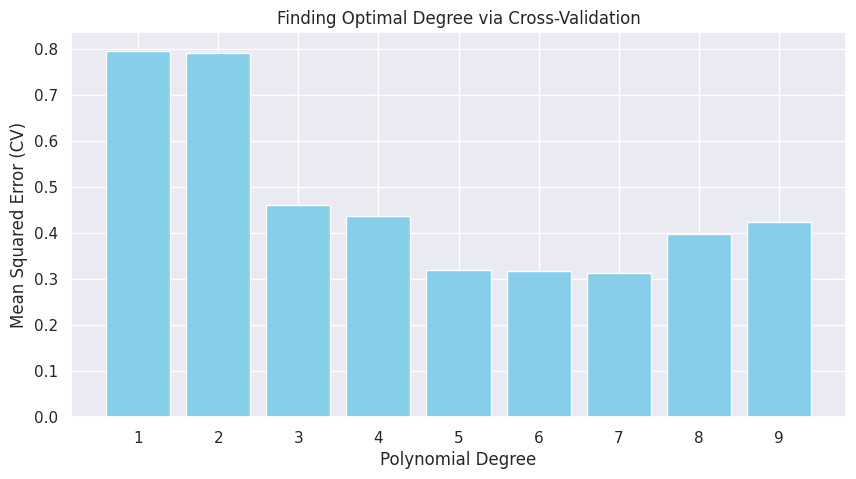 Finding Optimal Degree via Cross-Validation
Mean Squared Error (CV)
0.8
0.7
0.6
0.5
0.4
0.3
0.2
0.1
0.0
1 2 3 4 5 6 7 8 9
Polynomial Degree